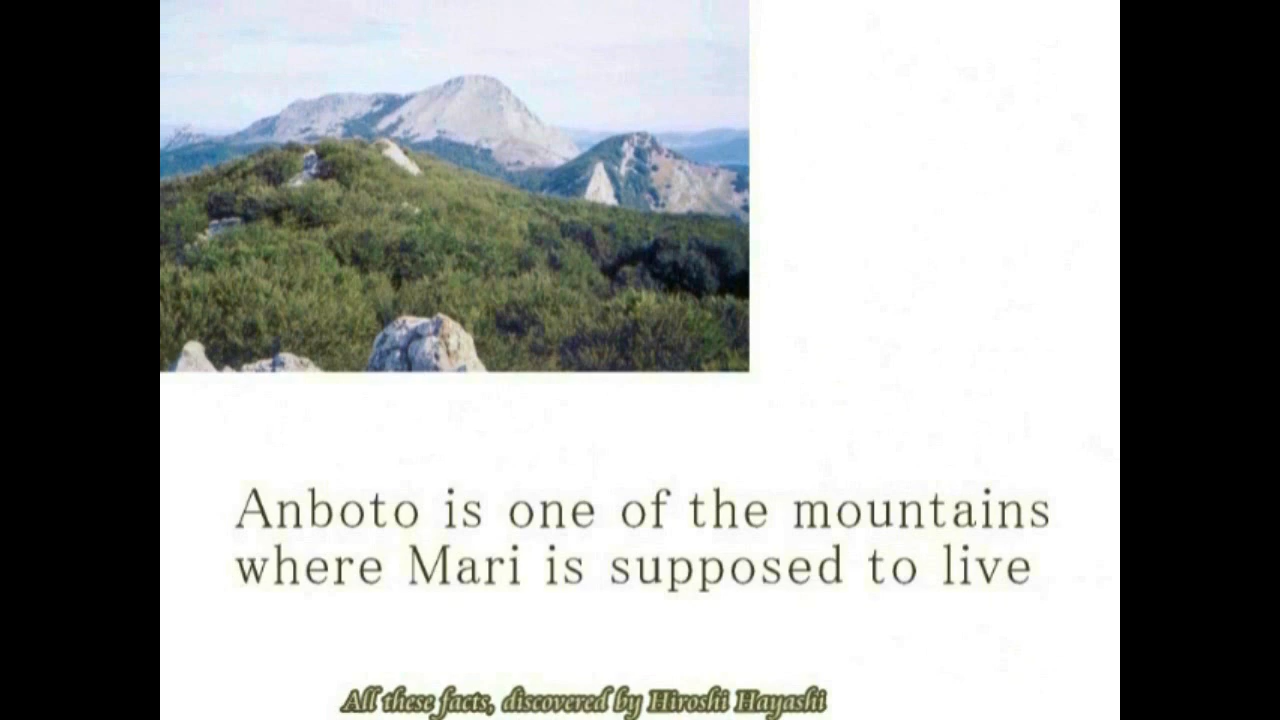 Anboto is one of the mountains
where Mari is supposed to live
All these facts, discovered by Hiroshi Hayashi